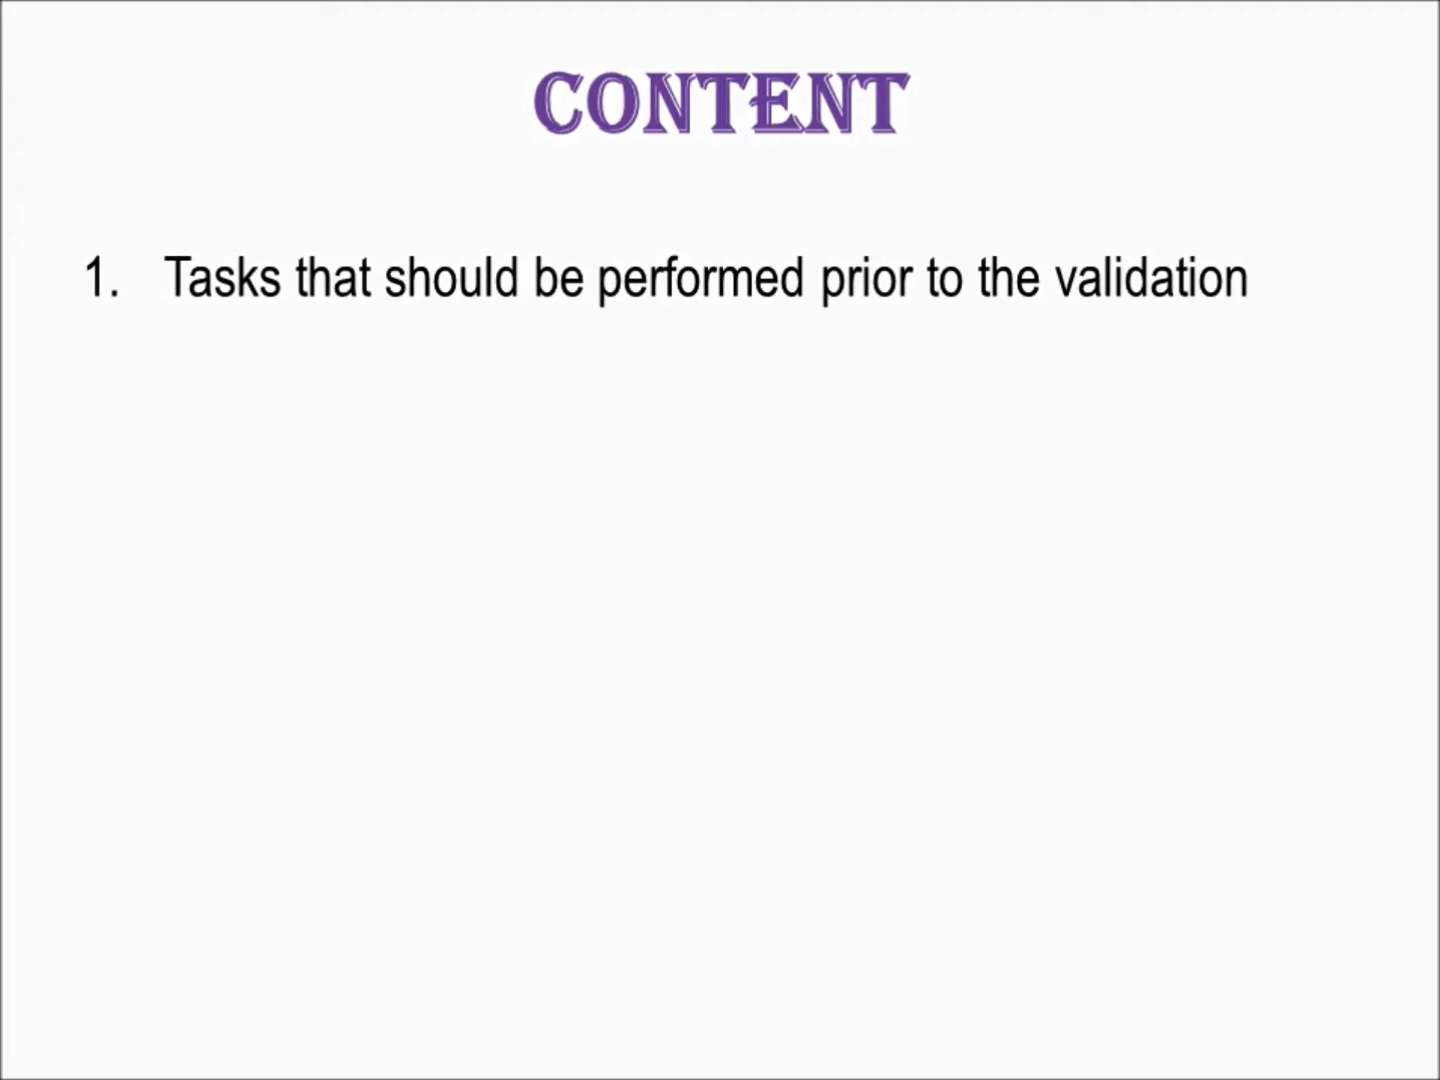 CONTENT
1. Tasks that should be performed prior to the validation